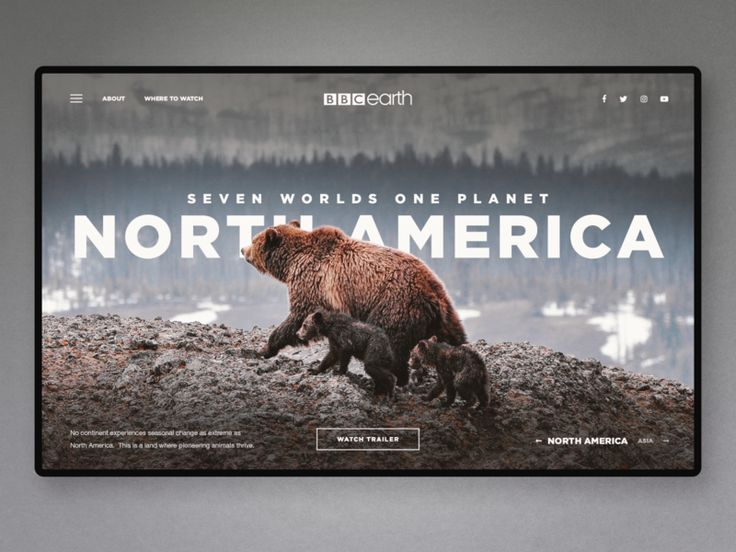 ABOUT
WHERE TO WATCH
BBC earth
SEVEN WORLDS ONE PLANET
NORTH AMERICA
No continent experiences seasonal change as extreme as
North America. This is a land where pioneering animals thrive.
WATCH TRAILER
← NORTH AMERICA ASIA →